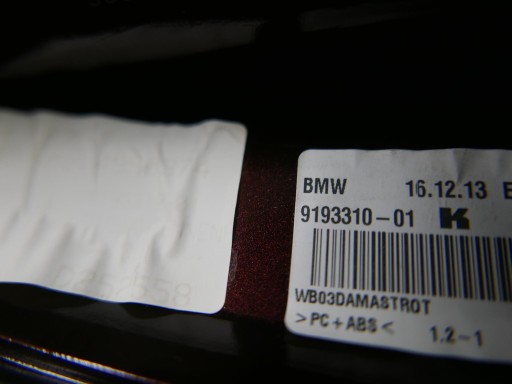 BMW 16.12.13 E
9193310-01 K
WB03DAMASTROT
>PC+ABS< 1.2-1